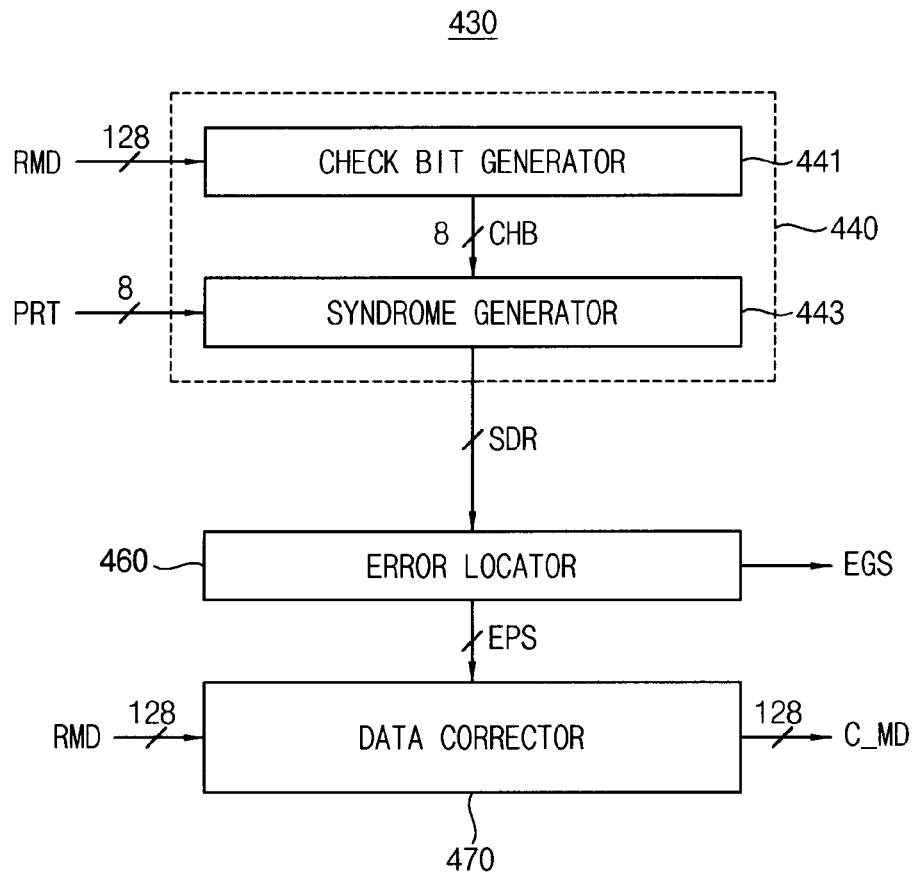 430
RMD 128 CHECK BIT GENERATOR 441
8 CHB 440
PRT 8 SYNDROME GENERATOR 443
SDR
460 ERROR LOCATOR EGS
EPS
RMD 128 DATA CORRECTOR 128 C_MD
470